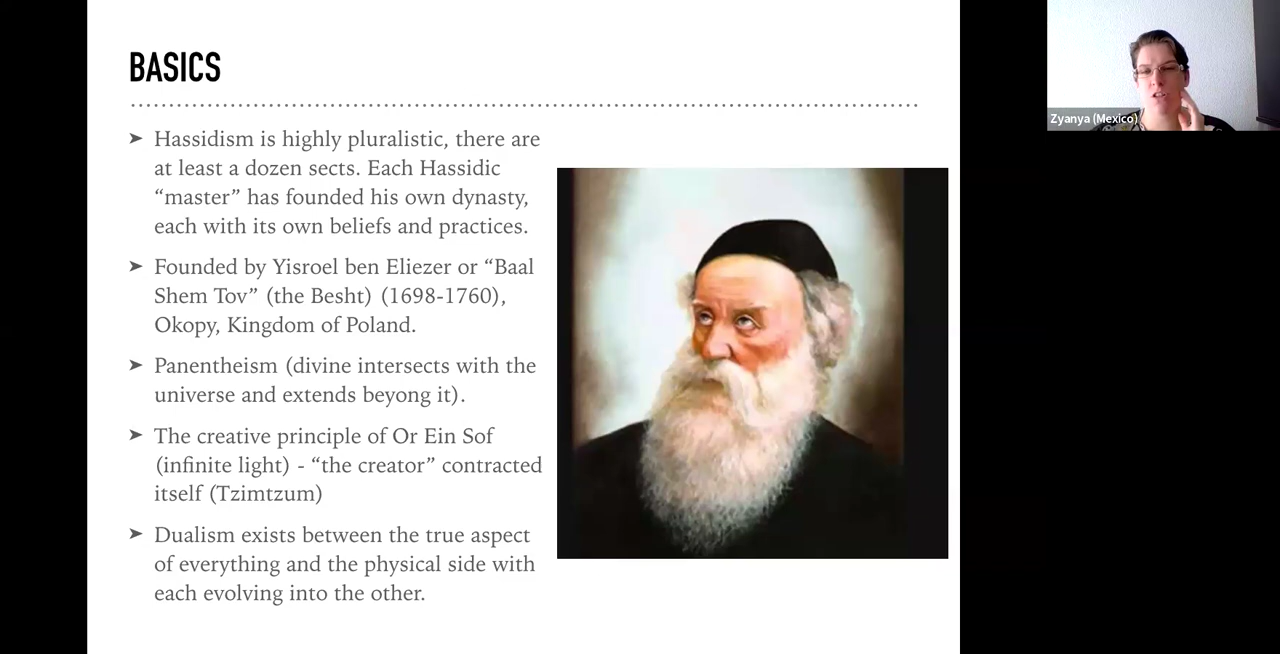 BASICS
➤ Hassidism is highly pluralistic, there are
at least a dozen sects. Each Hassidic
“master” has founded his own dynasty,
each with its own beliefs and practices.
➤ Founded by Yisroel ben Eliezer or “Baal
Shem Tov” (the Besht) (1698-1760),
Okopy, Kingdom of Poland.
➤ Panentheism (divine intersects with the
universe and extends beyong it).
➤ The creative principle of Or Ein Sof
(infinite light) - “the creator” contracted
itself (Tzimtzum)
➤ Dualism exists between the true aspect
of everything and the physical side with
each evolving into the other.
Zyanya (Mexico)